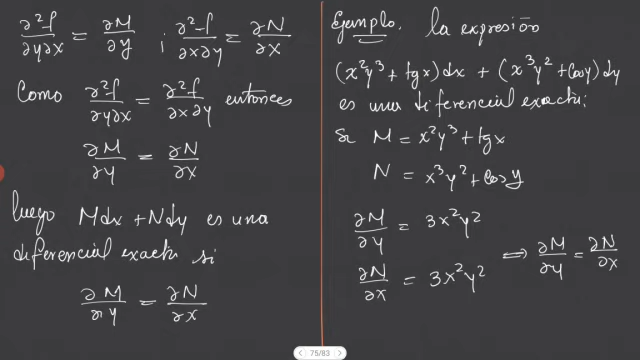 ∂²f/∂y∂x = ∂M/∂y ; ∂²f/∂x∂y = ∂N/∂x
Como ∂²f/∂y∂x = ∂²f/∂x∂y entonces
∂M/∂y = ∂N/∂x
luego Mdx + Ndy es una
diferencial exacta si
∂M/∂y = ∂N/∂x
Ejemplo. la expresión
(x²y³ + tgx)dx + (x³y² + cosy)dy
es una diferencial exacta:
Si M = x²y³ + tgx
N = x³y² + cosy
∂M/∂y = 3x²y²
∂N/∂x = 3x²y² ⟹ ∂M/∂y = ∂N/∂x
75/83